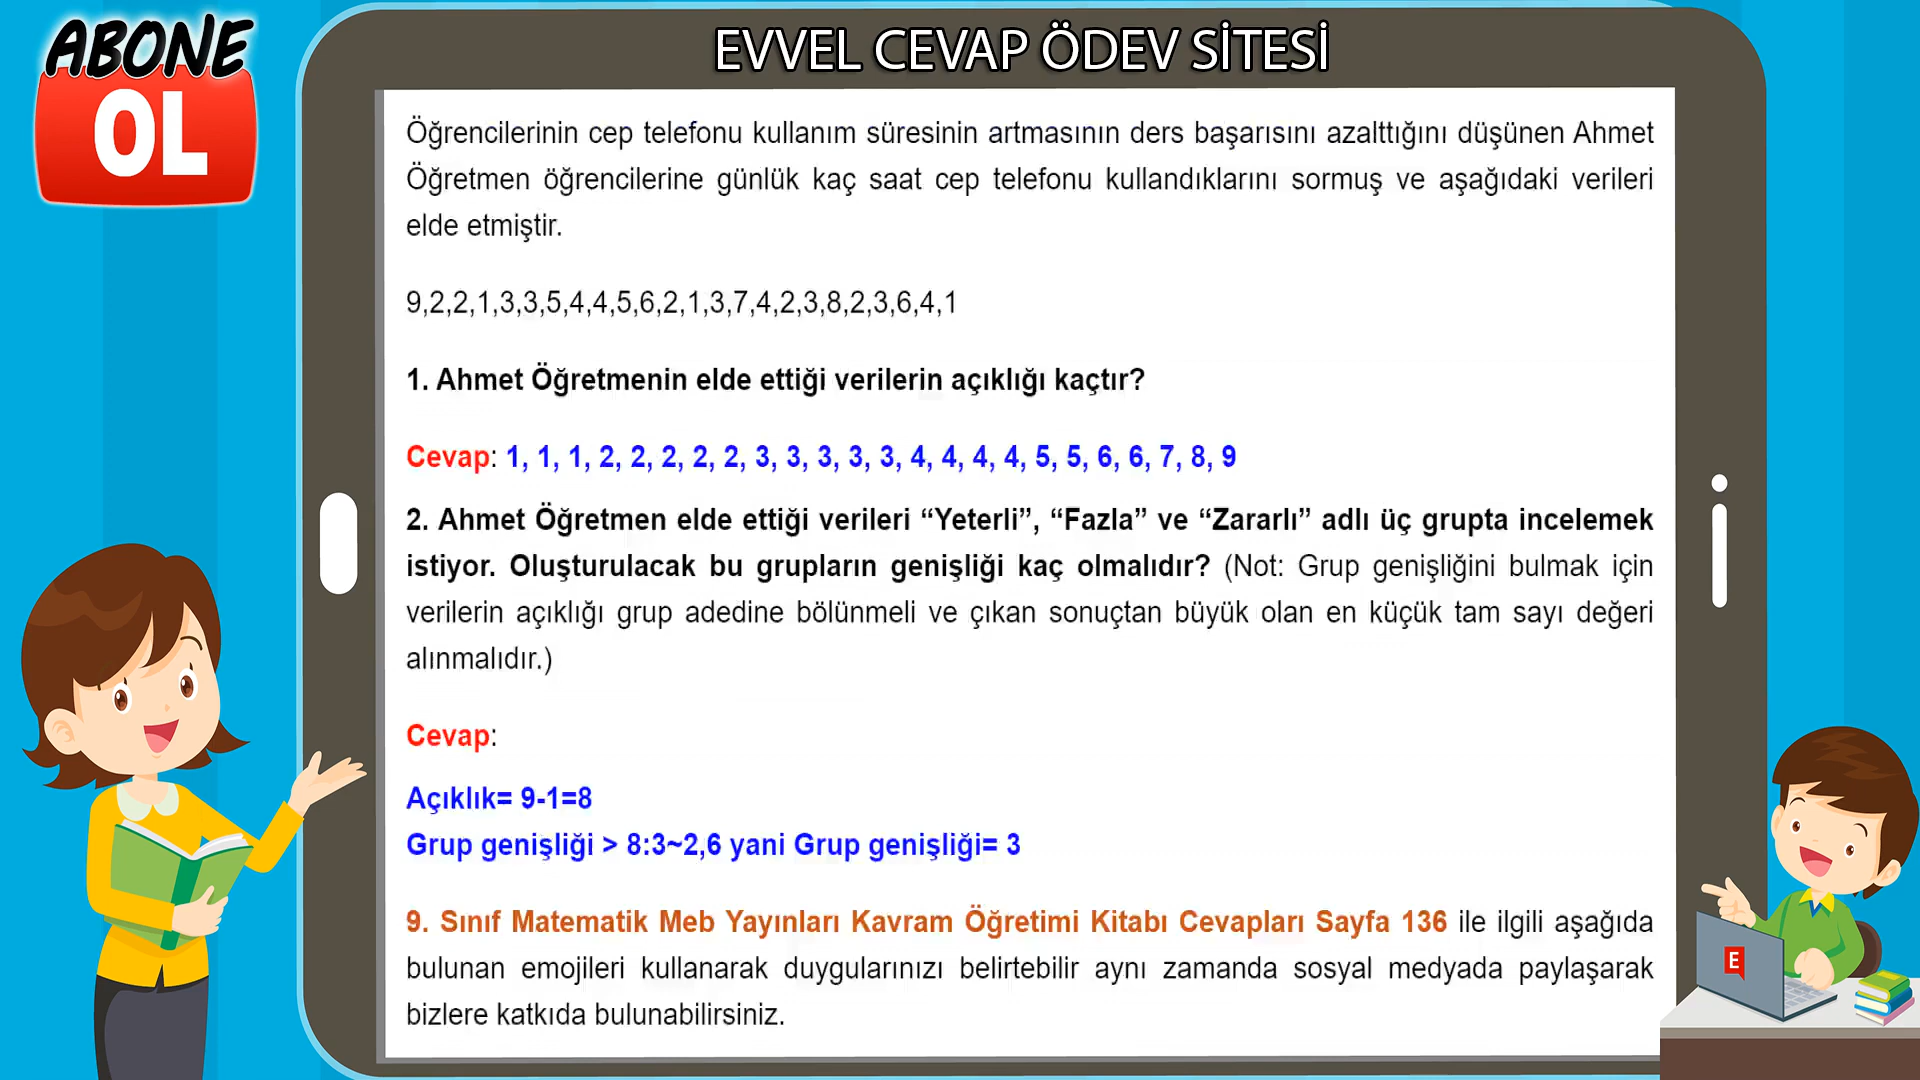 ABONE
OL
EVVEL CEVAP ÖDEV SİTESİ
Öğrencilerinin cep telefonu kullanım süresinin artmasının ders başarısını azalttığını düşünen Ahmet
Öğretmen öğrencilerine günlük kaç saat cep telefonu kullandıklarını sormuş ve aşağıdaki verileri
elde etmiştir.
9,2,2,1,3,3,5,4,4,5,6,2,1,3,7,4,2,3,8,2,3,6,4,1
1. Ahmet Öğretmenin elde ettiği verilerin açıklığı kaçtır?
Cevap: 1, 1, 1, 2, 2, 2, 2, 2, 3, 3, 3, 3, 3, 4, 4, 4, 4, 5, 5, 6, 6, 7, 8, 9
2. Ahmet Öğretmen elde ettiği verileri “Yeterli”, “Fazla” ve “Zararlı” adlı üç grupta incelemek
istiyor. Oluşturulacak bu grupların genişliği kaç olmalıdır? (Not: Grup genişliğini bulmak için
verilerin açıklığı grup adedine bölünmeli ve çıkan sonuçtan büyük olan en küçük tam sayı değeri
alınmalıdır.)
Cevap:
Açıklık= 9-1=8
Grup genişliği > 8:3~2,6 yani Grup genişliği= 3
9. Sınıf Matematik Meb Yayınları Kavram Öğretimi Kitabı Cevapları Sayfa 136 ile ilgili aşağıda
bulunan emojileri kullanarak duygularınızı belirtebilir aynı zamanda sosyal medyada paylaşarak
bizlere katkıda bulunabilirsiniz.
E